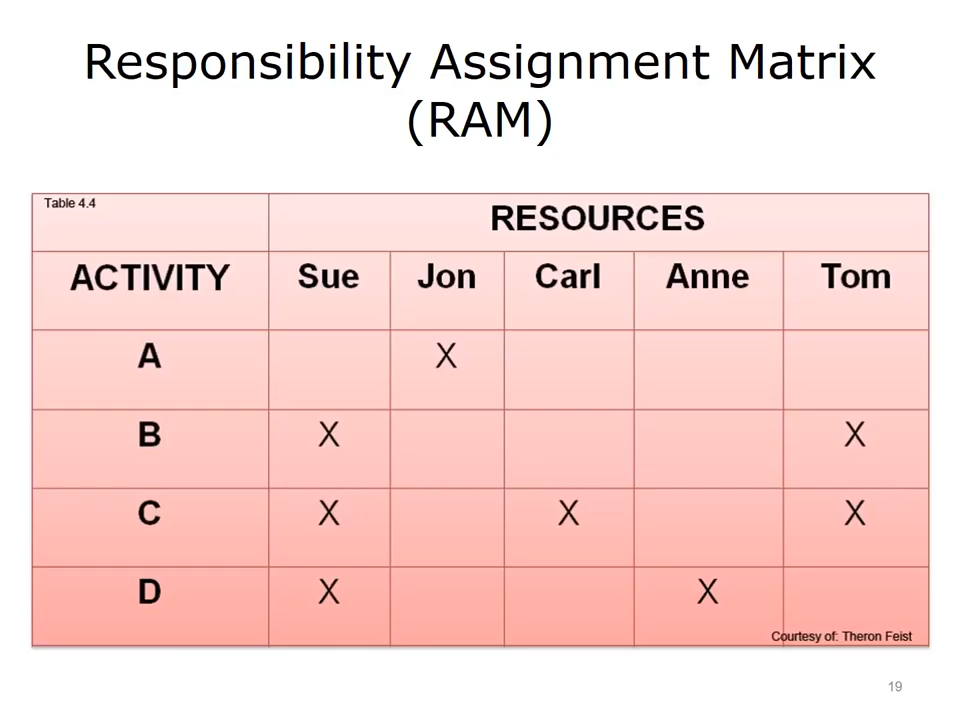 Responsibility Assignment Matrix
(RAM)
Table 4.4
RESOURCES
ACTIVITY Sue Jon Carl Anne Tom
A X
B X X
C X X X
D X X
Courtesy of: Theron Feist
19